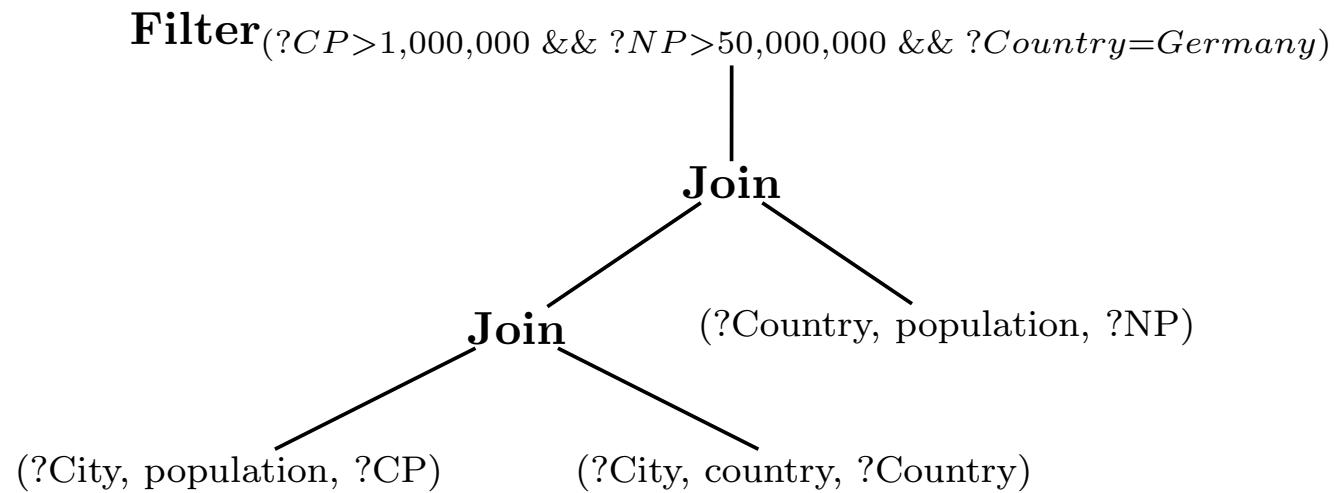 Filter(?CP>1,000,000 && ?NP>50,000,000 && ?Country=Germany)
Join
Join
(?Country, population, ?NP)
(?City, population, ?CP)
(?City, country, ?Country)